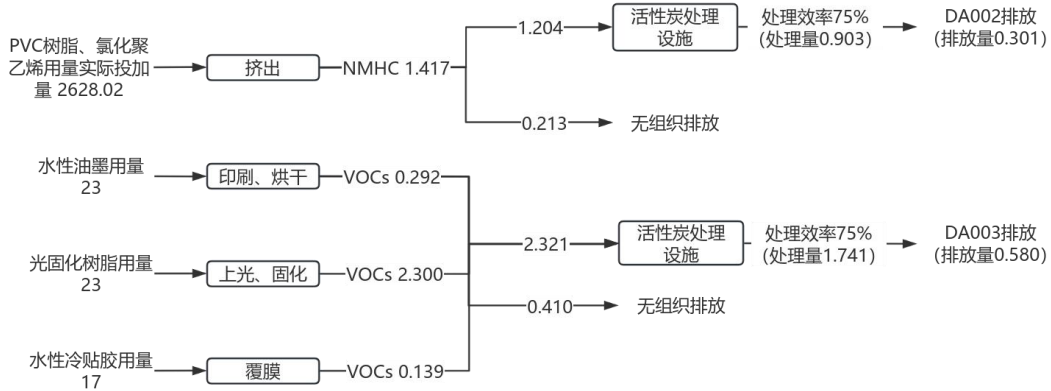 PVC树脂、氯化聚
乙烯用量实际投加
量 2628.02
挤出
NMHC 1.417
1.204
活性炭处理
设施
处理效率75%
(处理量0.903)
DA002排放
(排放量0.301)
0.213
无组织排放
水性油墨用量
23
印刷、烘干
VOCs 0.292
光固化树脂用量
23
上光、固化
VOCs 2.300
水性冷贴胶用量
17
覆膜
VOCs 0.139
2.321
活性炭处理
设施
处理效率75%
(处理量1.741)
DA003排放
(排放量0.580)
0.410
无组织排放